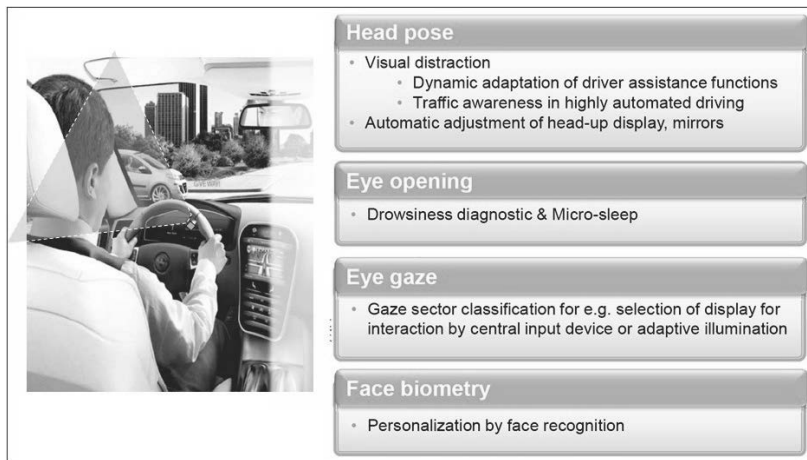 Head pose
• Visual distraction
• Dynamic adaptation of driver assistance functions
• Traffic awareness in highly automated driving
• Automatic adjustment of head-up display, mirrors
Eye opening
• Drowsiness diagnostic & Micro-sleep
Eye gaze
• Gaze sector classification for e.g. selection of display for
interaction by central input device or adaptive illumination
Face biometry
• Personalization by face recognition
GIVE WAY